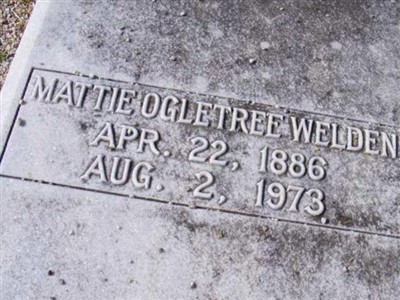 MATTIE OGLETREE WELDEN
APR. 22, 1886
AUG. 2, 1973